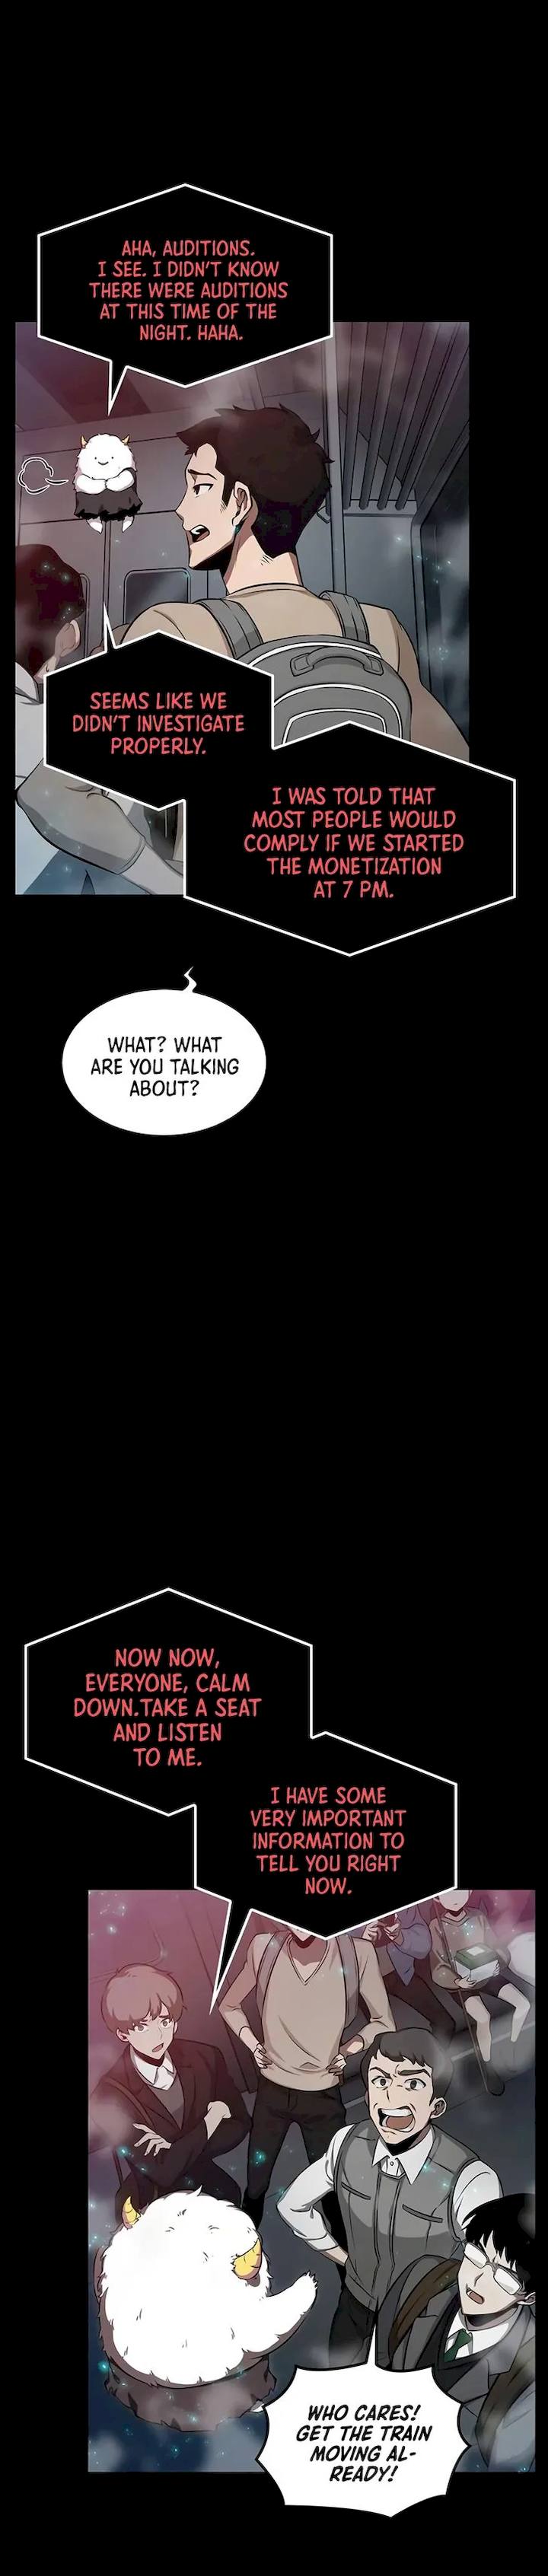 AHA, AUDITIONS.
I SEE. I DIDN'T KNOW
THERE WERE AUDITIONS
AT THIS TIME OF THE
NIGHT. HAHA.
SEEMS LIKE WE
DIDN'T INVESTIGATE
PROPERLY.
I WAS TOLD THAT
MOST PEOPLE WOULD
COMPLY IF WE STARTED
THE MONETIZATION
AT 7 PM.
WHAT? WHAT
ARE YOU TALKING
ABOUT?
NOW NOW,
EVERYONE, CALM
DOWN.TAKE A SEAT
AND LISTEN
TO ME.
I HAVE SOME
VERY IMPORTANT
INFORMATION TO
TELL YOU RIGHT
NOW.
WHO CARES!
GET THE TRAIN
MOVING AL-
READY!